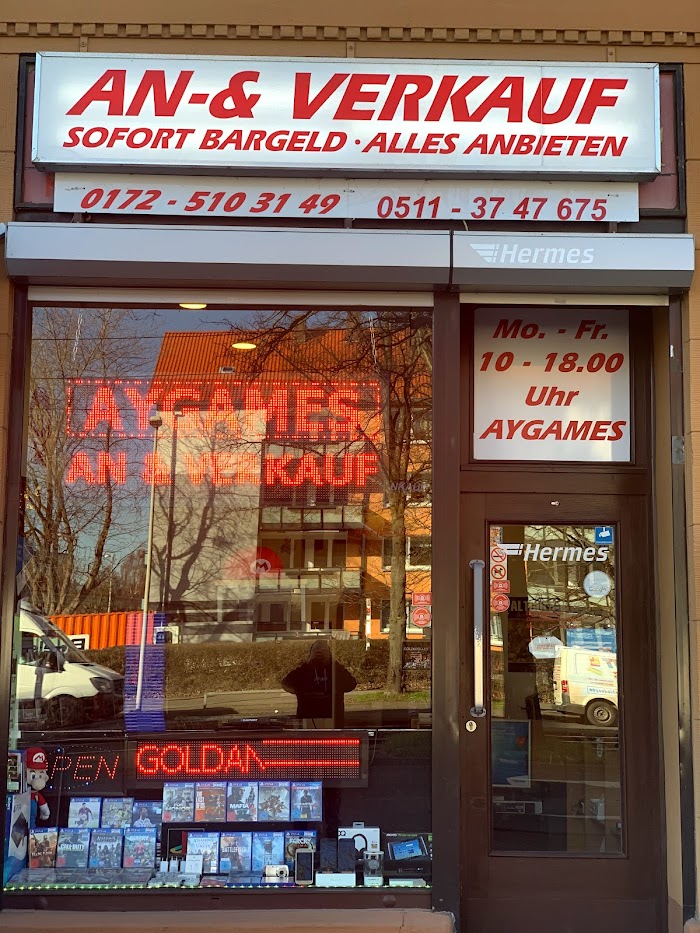 AN-& VERKAUF
SOFORT BARGELD · ALLES ANBIETEN
0172 - 510 31 49
0511 - 37 47 675
Hermes
Mo. - Fr.
10 - 18.00
Uhr
AYGAMES
AYGAMES
AN & VERKAUF
Hermes
OPEN
GOLDAN